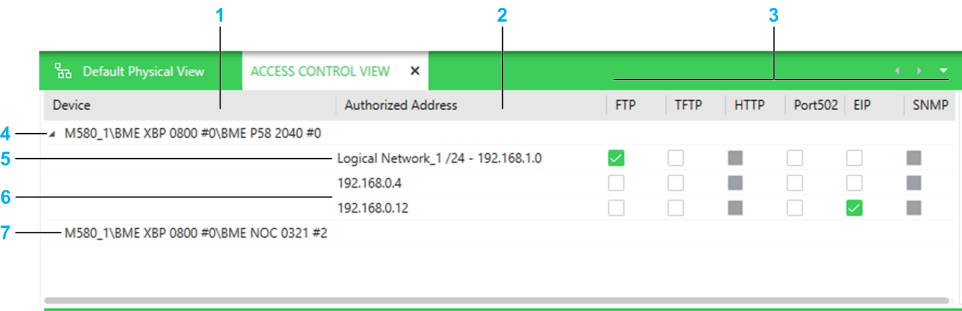 1 2 3
Default Physical View ACCESS CONTROL VIEW
Device Authorized Address FTP TFTP HTTP Port502 EIP SNMP
4 M580_1\BME XBP 0800 #0\BME P58 2040 #0
5 Logical Network_1 /24 - 192.168.1.0
192.168.0.4
6
192.168.0.12
7 M580_1\BME XBP 0800 #0\BME NOC 0321 #2